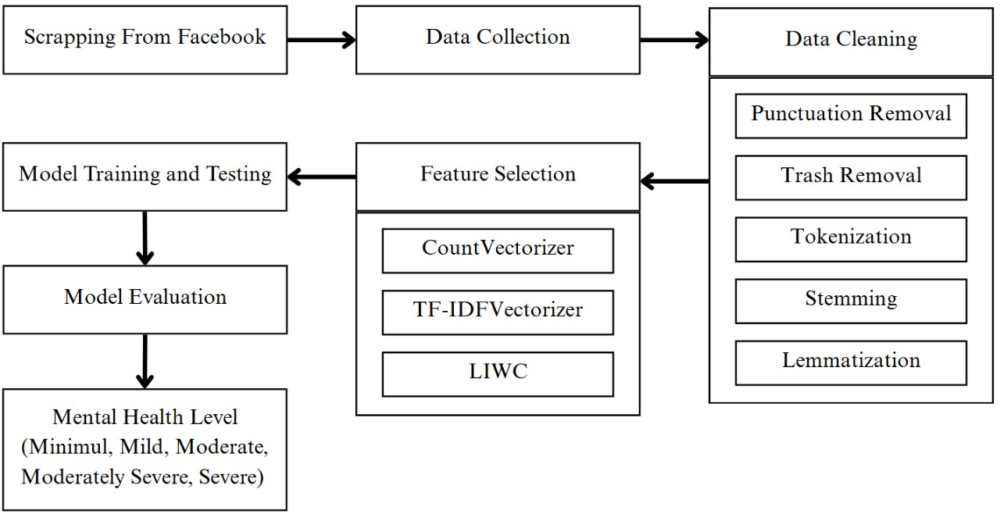 Scrapping From Facebook
Data Collection
Data Cleaning
Punctuation Removal
Trash Removal
Tokenization
Stemming
Lemmatization
Feature Selection
CountVectorizer
TF-IDFVectorizer
LIWC
Model Training and Testing
Model Evaluation
Mental Health Level
(Minimul, Mild, Moderate,
Moderately Severe, Severe)